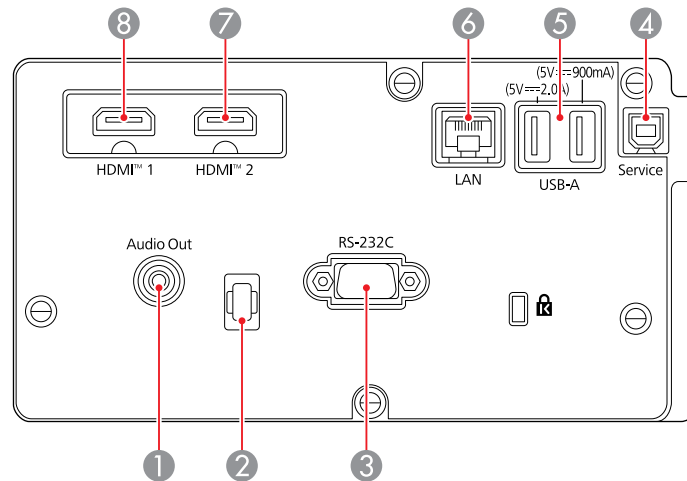 8 7 6 5 4
(5V⎓900mA)
(5V⎓2.0A)
HDMI™ 1 HDMI™ 2 LAN USB-A Service
Audio Out RS-232C
K
1 2 3